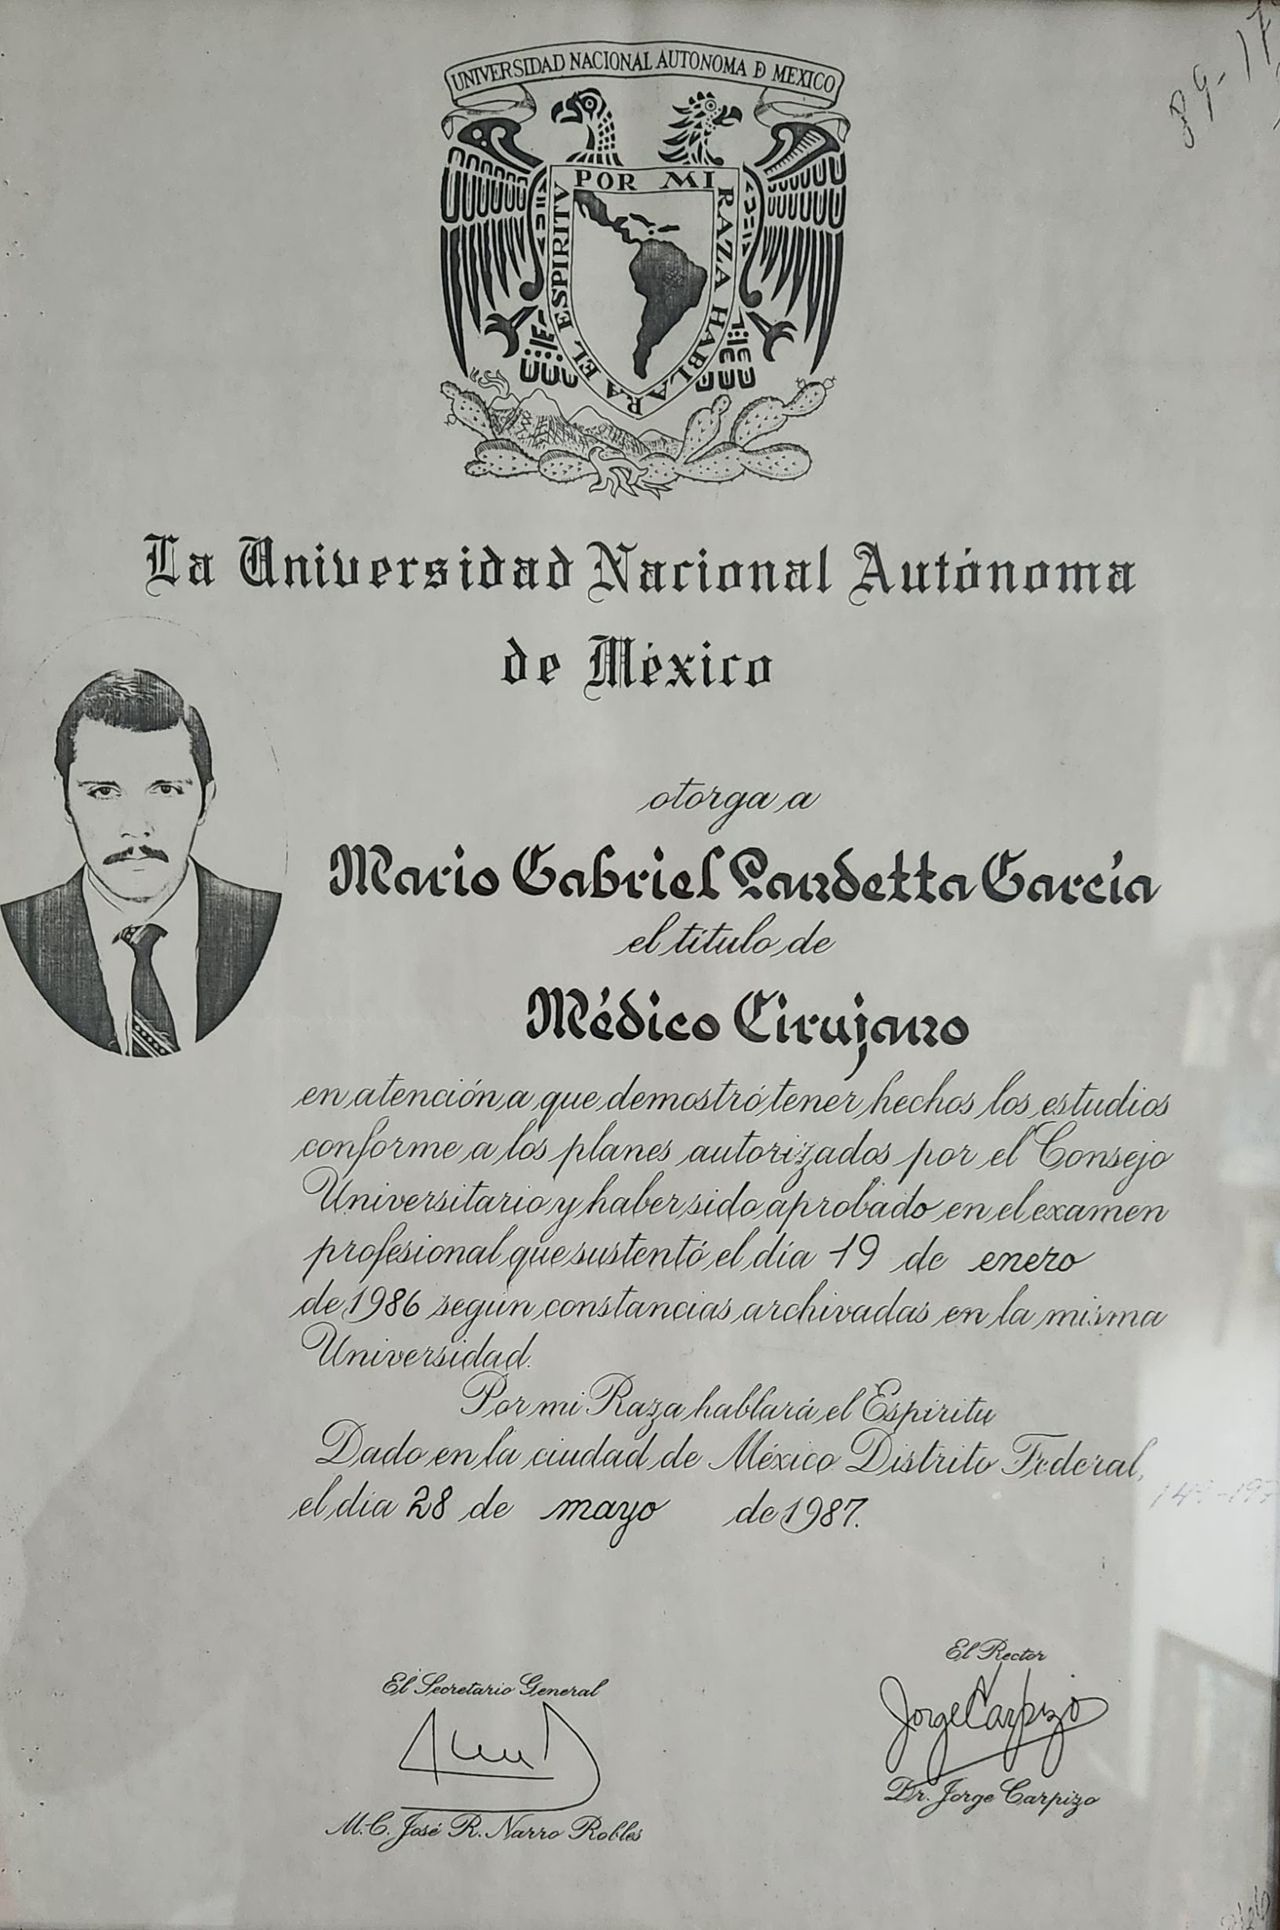 89-17
UNIVERSIDAD NACIONAL AUTONOMA D MEXICO
POR MI RAZA HABLARA EL ESPIRITV
La Universidad Nacional Autónoma
de México
otorga a
Mario Gabriel Landetta García
el título de
Médico Cirujano
en atención a que demostró tener hechos los estudios
conforme a los planes autorizados por el Consejo
Universitario y haber sido aprobado en el examen
profesional que sustentó el día 19 de enero
de 1986 según constancias archivadas en la misma
Universidad.
Por mi Raza hablará el Espíritu
Dado en la ciudad de México Distrito Federal,
el día 28 de mayo de 1987.
El Secretario General
M.C. José R. Narro Robles
El Rector
Jorge Carpizo
Dr. Jorge Carpizo